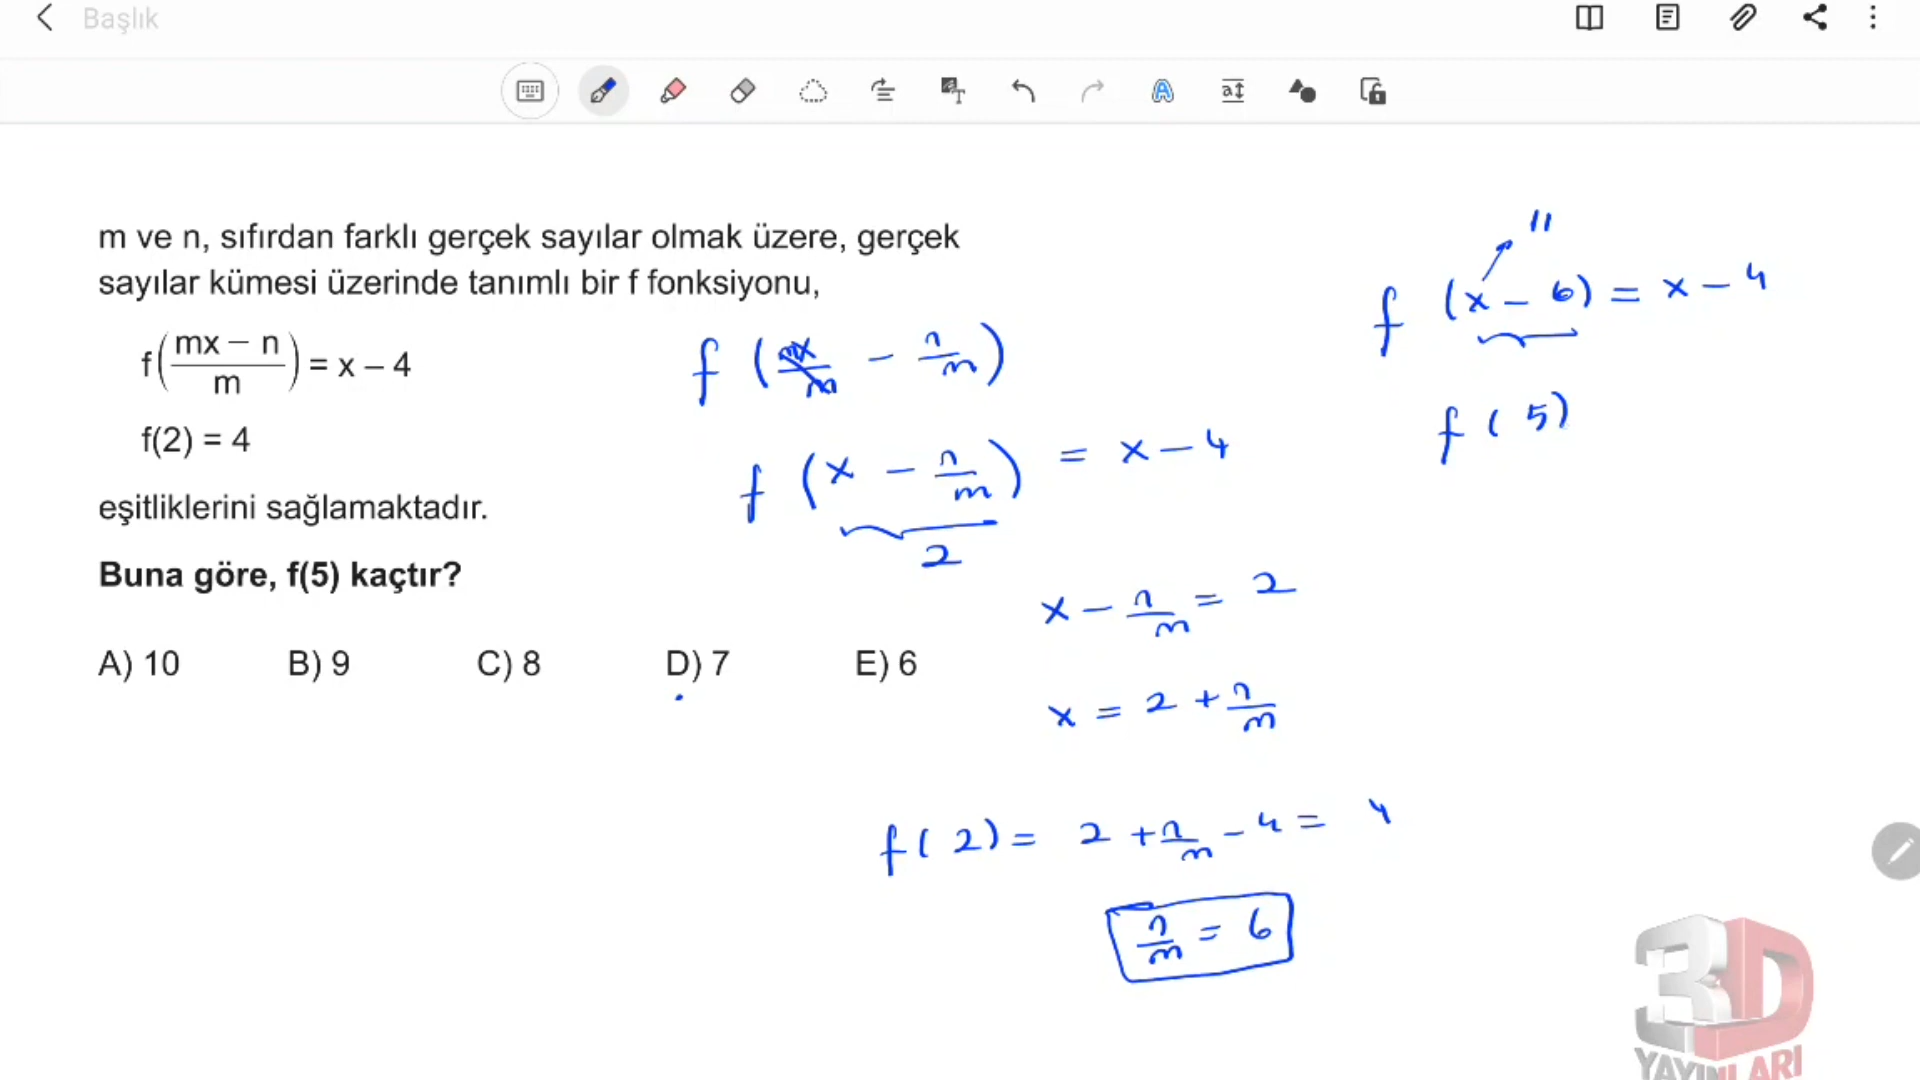 Başlık
m ve n, sıfırdan farklı gerçek sayılar olmak üzere, gerçek
sayılar kümesi üzerinde tanımlı bir f fonksiyonu,
f((mx – n)/m) = x – 4
f(2) = 4
eşitliklerini sağlamaktadır.
Buna göre, f(5) kaçtır?
A) 10 B) 9 C) 8 D) 7 E) 6
f (mx/m - n/m)
f (x - n/m) = x - 4
2
x - n/m = 2
x = 2 + n/m
f(2) = 2 + n/m - 4 = 4
n/m = 6
11
f (x - 6) = x - 4
f(5)
3D
YAYINLARI